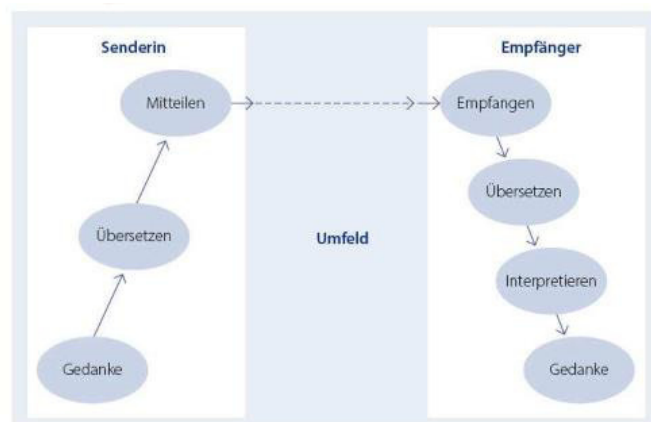 Senderin
Empfänger
Mitteilen
Empfangen
Übersetzen
Übersetzen
Umfeld
Interpretieren
Gedanke
Gedanke